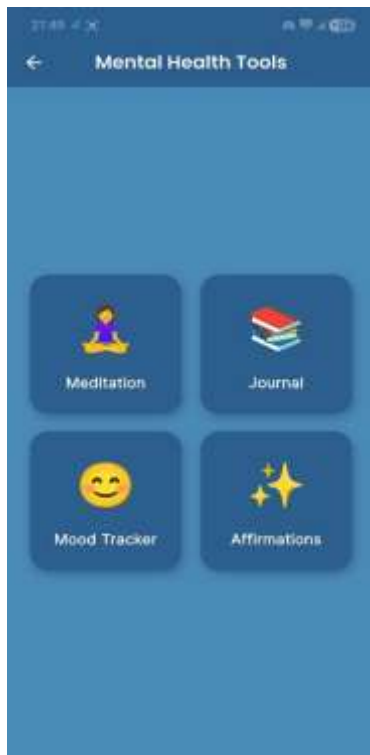 Mental Health Tools
Meditation
Journal
Mood Tracker
Affirmations